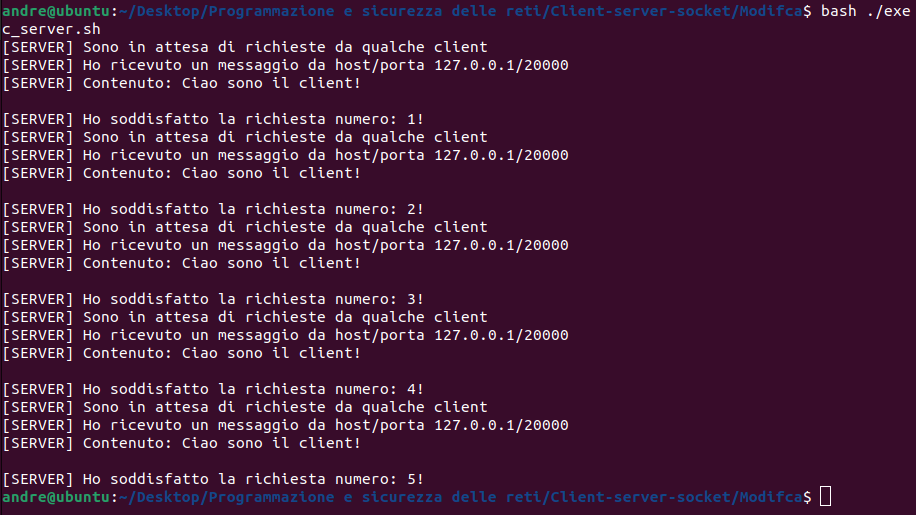 andre@ubuntu:~/Desktop/Programmazione e sicurezza delle reti/Client-server-socket/Modifca$ bash ./exe
c_server.sh
[SERVER] Sono in attesa di richieste da qualche client
[SERVER] Ho ricevuto un messaggio da host/porta 127.0.0.1/20000
[SERVER] Contenuto: Ciao sono il client!
[SERVER] Ho soddisfatto la richiesta numero: 1!
[SERVER] Sono in attesa di richieste da qualche client
[SERVER] Ho ricevuto un messaggio da host/porta 127.0.0.1/20000
[SERVER] Contenuto: Ciao sono il client!
[SERVER] Ho soddisfatto la richiesta numero: 2!
[SERVER] Sono in attesa di richieste da qualche client
[SERVER] Ho ricevuto un messaggio da host/porta 127.0.0.1/20000
[SERVER] Contenuto: Ciao sono il client!
[SERVER] Ho soddisfatto la richiesta numero: 3!
[SERVER] Sono in attesa di richieste da qualche client
[SERVER] Ho ricevuto un messaggio da host/porta 127.0.0.1/20000
[SERVER] Contenuto: Ciao sono il client!
[SERVER] Ho soddisfatto la richiesta numero: 4!
[SERVER] Sono in attesa di richieste da qualche client
[SERVER] Ho ricevuto un messaggio da host/porta 127.0.0.1/20000
[SERVER] Contenuto: Ciao sono il client!
[SERVER] Ho soddisfatto la richiesta numero: 5!
andre@ubuntu:~/Desktop/Programmazione e sicurezza delle reti/Client-server-socket/Modifca$